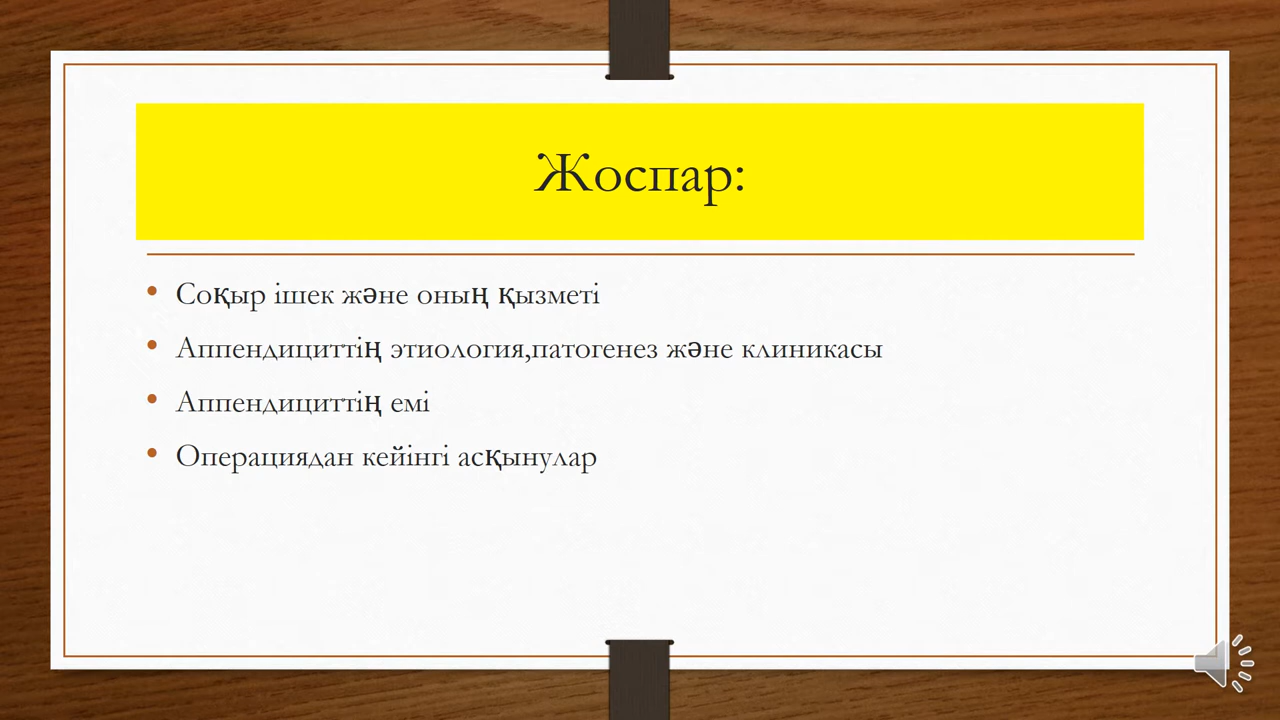 Жоспар:
Соқыр ішек және оның қызметі
Аппендициттің этиология,патогенез және клиникасы
Аппендициттің емі
Операциядан кейінгі асқынулар